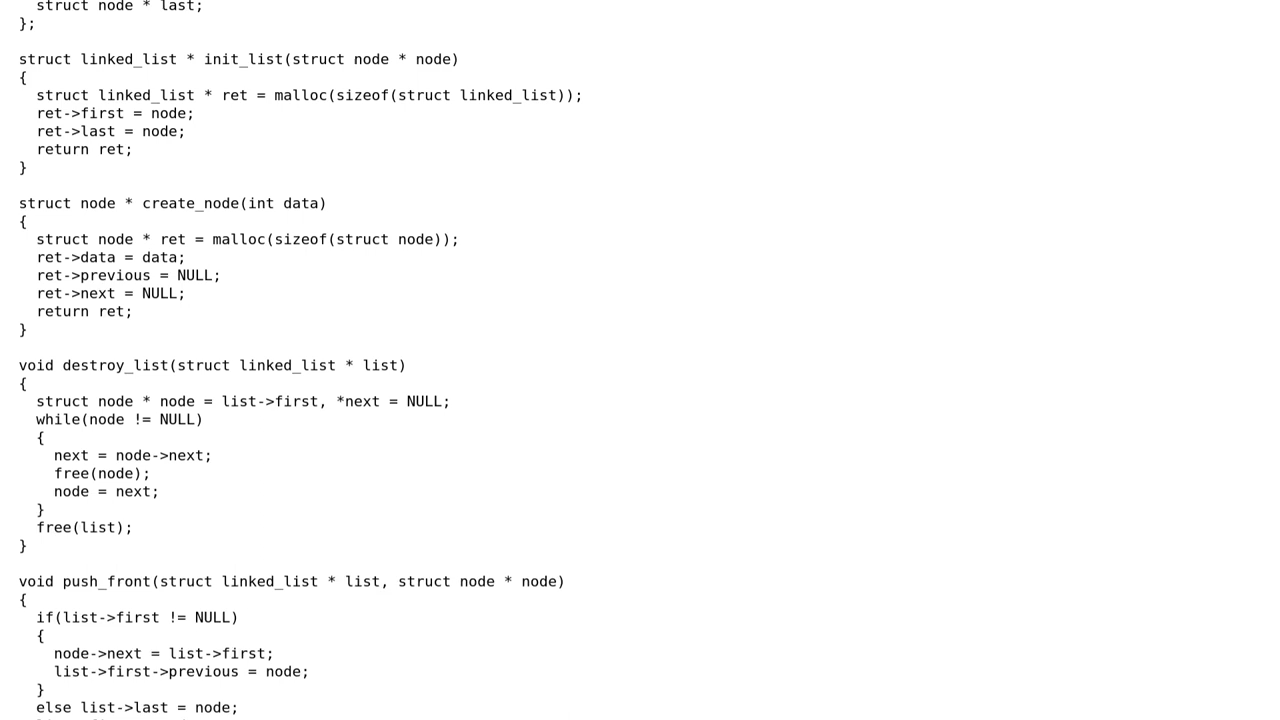 struct node * last;
};

struct linked_list * init_list(struct node * node)
{
  struct linked_list * ret = malloc(sizeof(struct linked_list));
  ret->first = node;
  ret->last = node;
  return ret;
}

struct node * create_node(int data)
{
  struct node * ret = malloc(sizeof(struct node));
  ret->data = data;
  ret->previous = NULL;
  ret->next = NULL;
  return ret;
}

void destroy_list(struct linked_list * list)
{
  struct node * node = list->first, *next = NULL;
  while(node != NULL)
  {
    next = node->next;
    free(node);
    node = next;
  }
  free(list);
}

void push_front(struct linked_list * list, struct node * node)
{
  if(list->first != NULL)
  {
    node->next = list->first;
    list->first->previous = node;
  }
  else list->last = node;